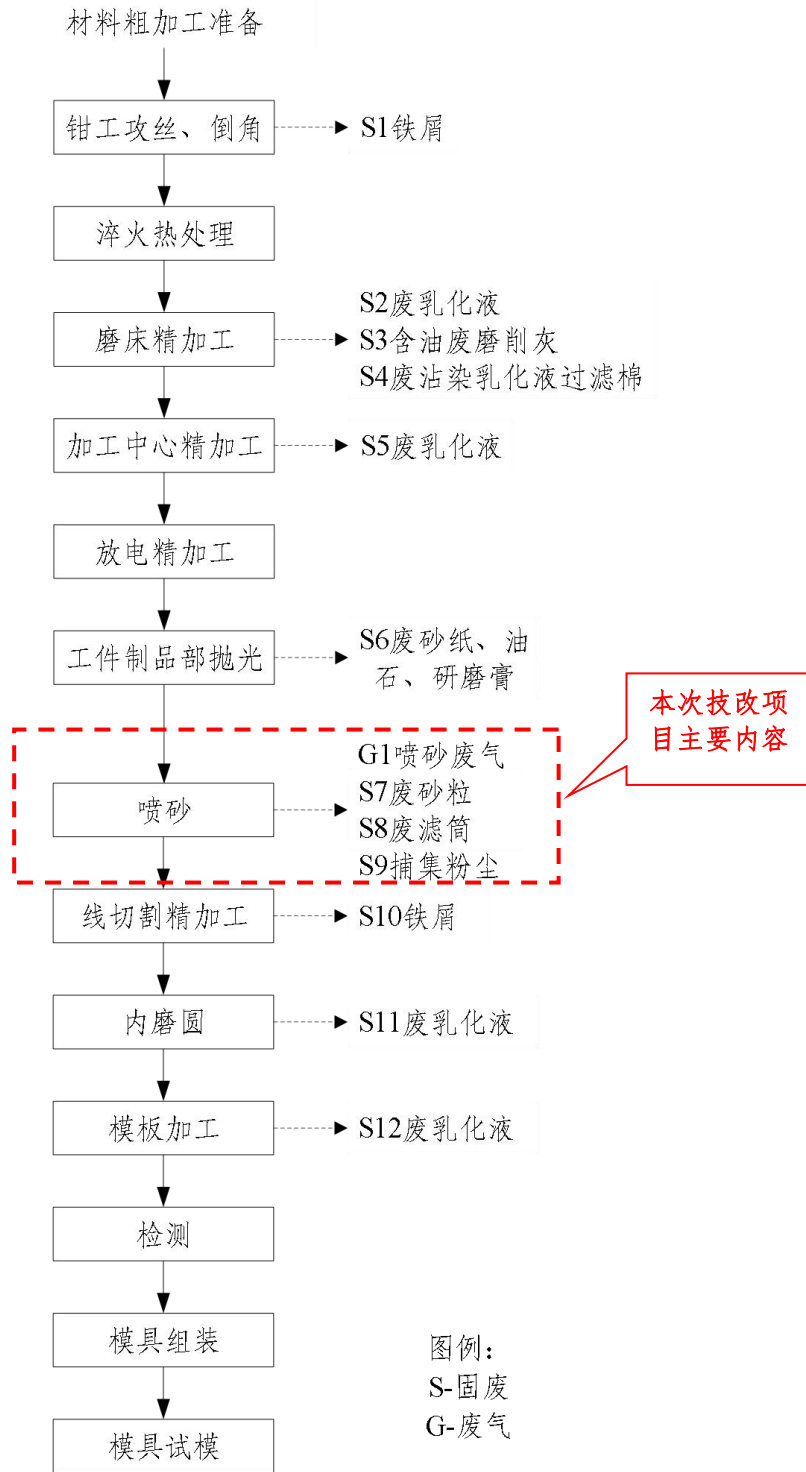 材料粗加工准备
钳工攻丝、倒角
S1铁屑
淬火热处理
磨床精加工
S2废乳化液
S3含油废磨削灰
S4废沾染乳化液过滤棉
加工中心精加工
S5废乳化液
放电精加工
工件制品部抛光
S6废砂纸、油
石、研磨膏
本次技改项
目主要内容
喷砂
G1喷砂废气
S7废砂粒
S8废滤筒
S9捕集粉尘
线切割精加工
S10铁屑
内磨圆
S11废乳化液
模板加工
S12废乳化液
检测
模具组装
模具试模
图例：
S-固废
G-废气